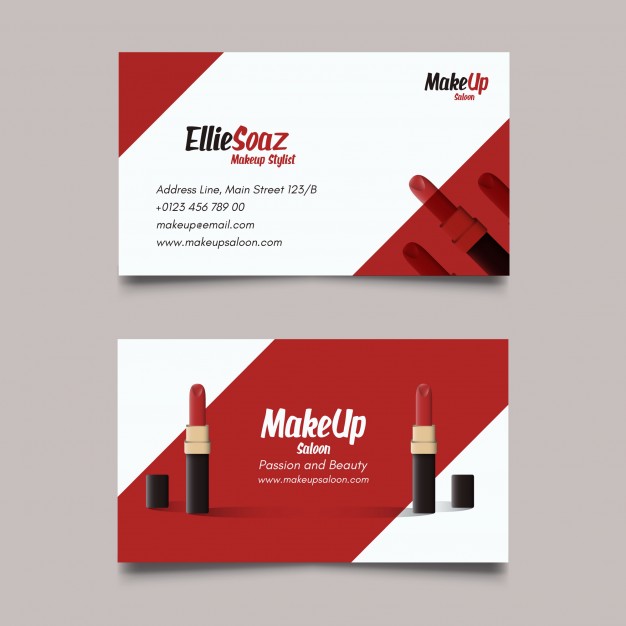 MakeUp
Saloon
EllieSoaz
Makeup Stylist
Address Line, Main Street 123/B
+0123 456 789 00
makeup@email.com
www.makeupsaloon.com
MakeUp
Saloon
Passion and Beauty
www.makeupsaloon.com